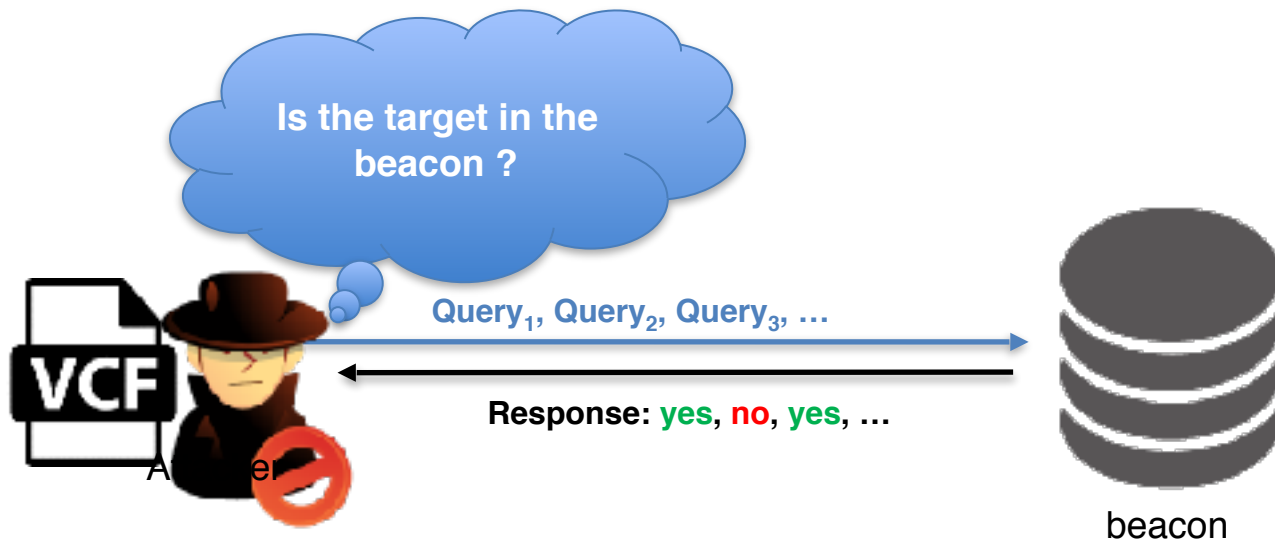 Is the target in the
beacon ?
Query₁, Query₂, Query₃, …
VCF
Response: yes, no, yes, …
beacon